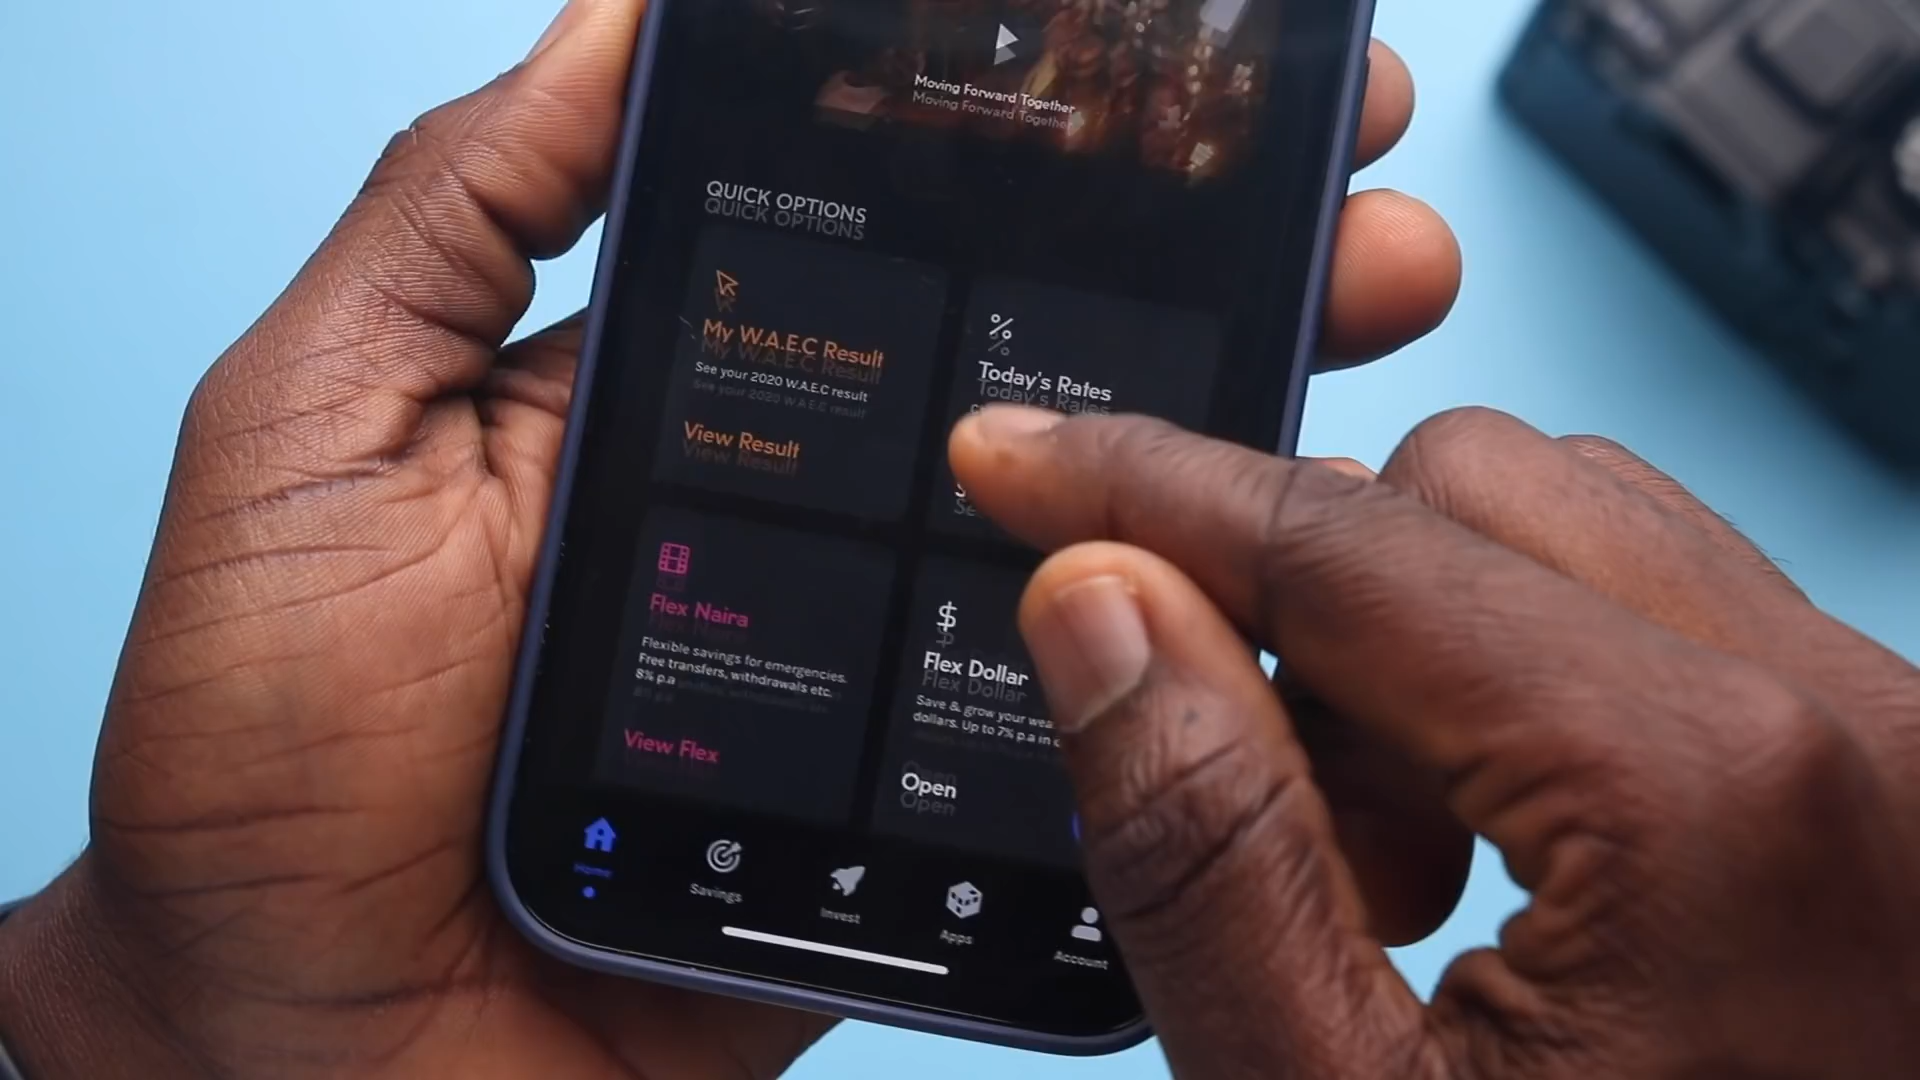 Moving Forward Together
QUICK OPTIONS
My W.A.E.C Result
See your 2020 W.A.E.C result
View Result
Today's Rates
Flex Naira
Flexible savings for emergencies.
Free transfers, withdrawals etc.
8% p.a
View Flex
Flex Dollar
Save & grow your
dollars. Up to 7% p.a in
Open
Home
Savings
Invest
Apps
Account